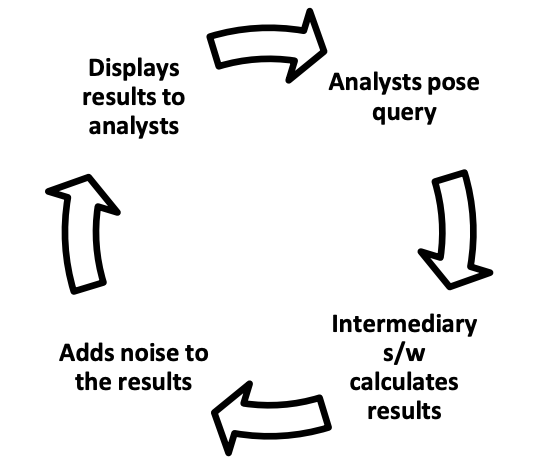 Displays
results to
analysts
Analysts pose
query
Intermediary
s/w
calculates
results
Adds noise to
the results